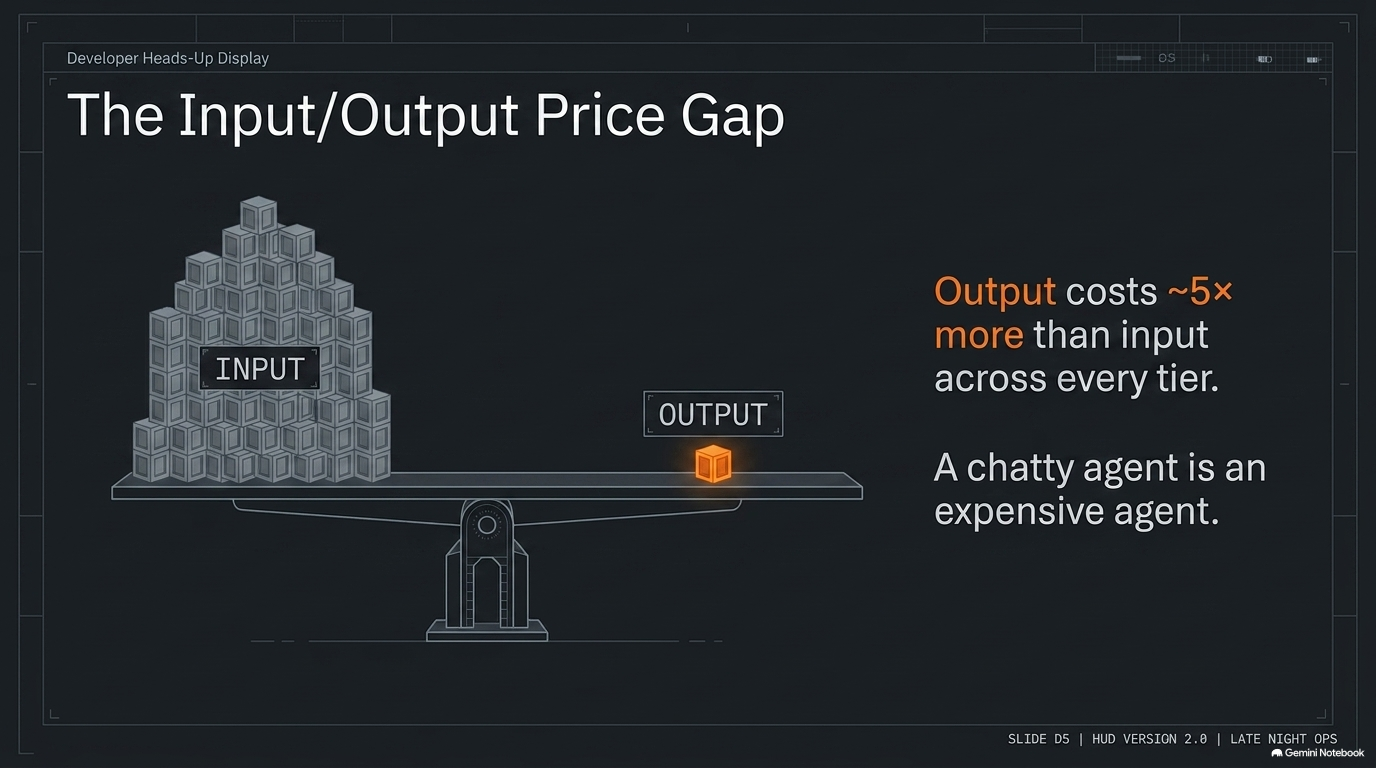 Developer Heads-Up Display
OS
The Input/Output Price Gap
INPUT
OUTPUT
Output costs ~5×
more than input
across every tier.
A chatty agent is an
expensive agent.
SLIDE D5 | HUD VERSION 2.0 | LATE NIGHT OPS
Gemini Notebook